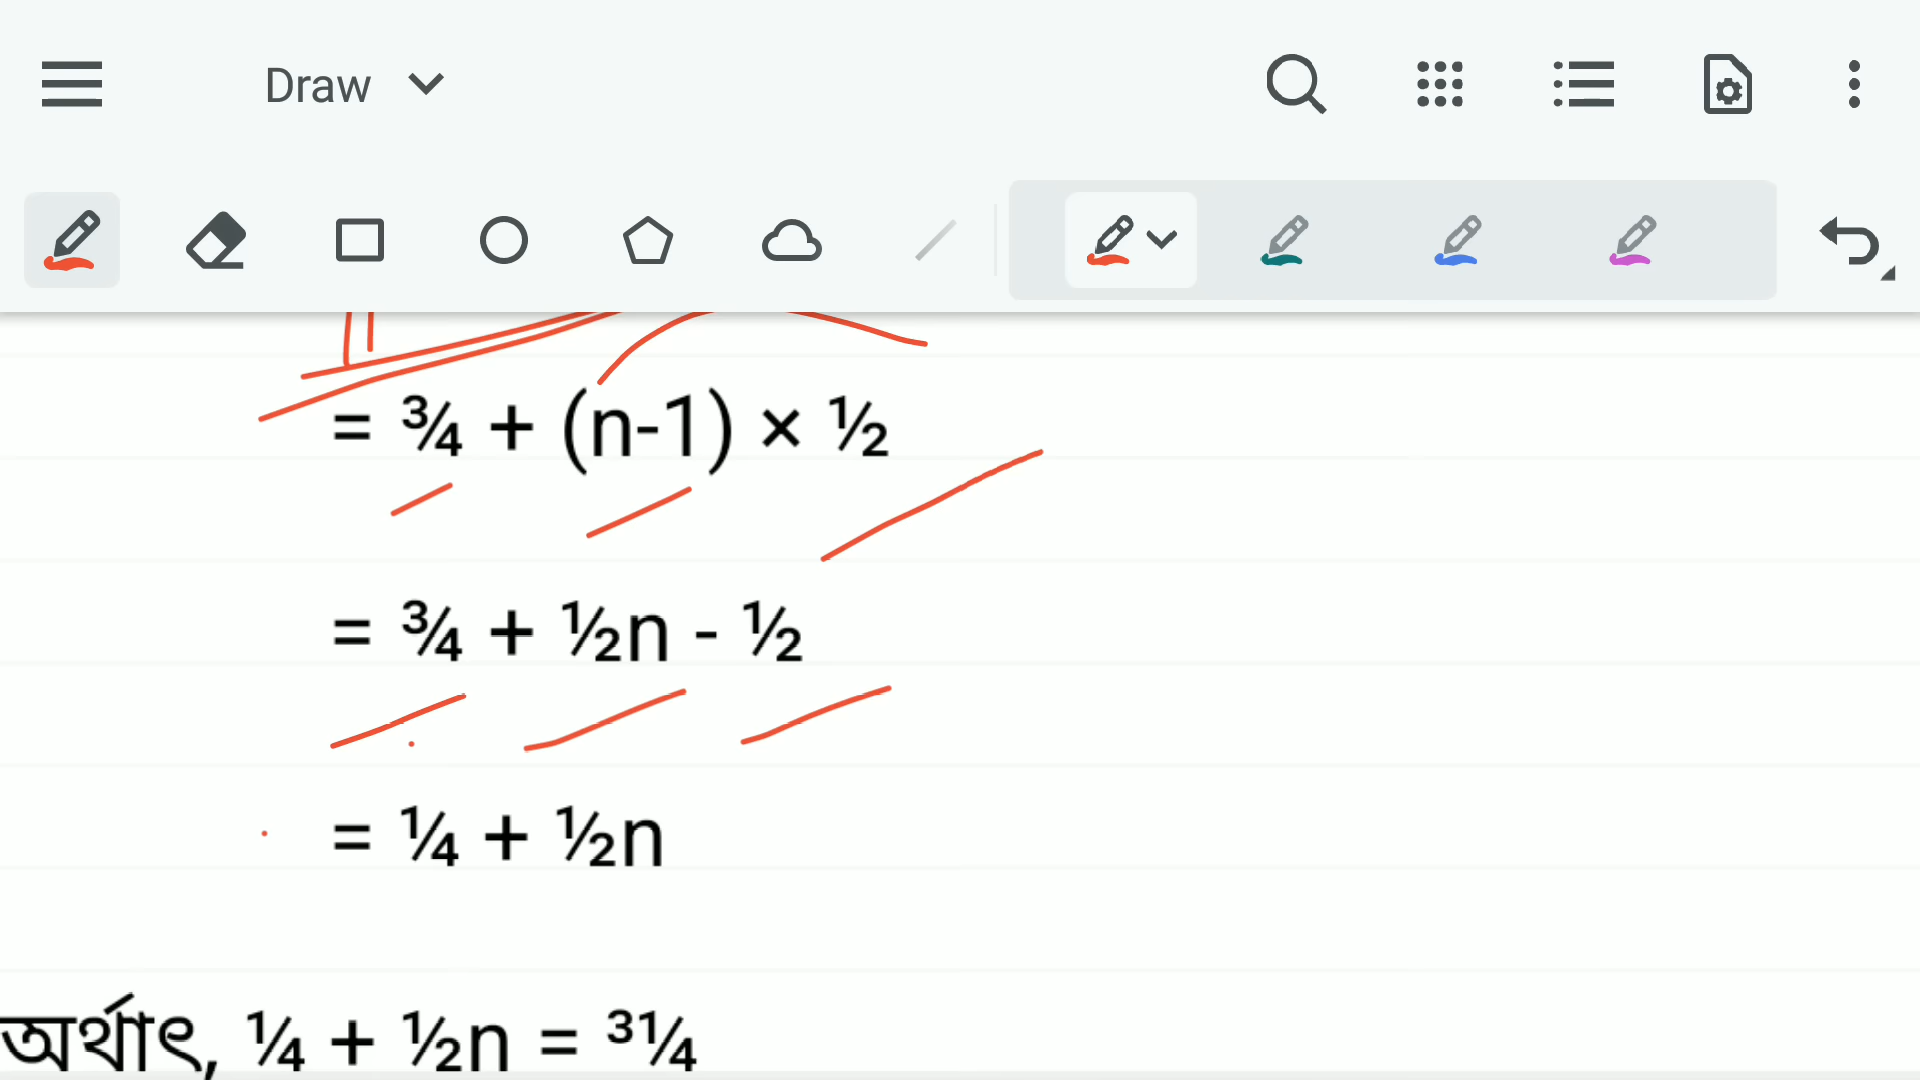 Draw
= ¾ + (n-1) × ½
= ¾ + ½n - ½
= ¼ + ½n
অর্থাৎ, ¼ + ½n = ³¼